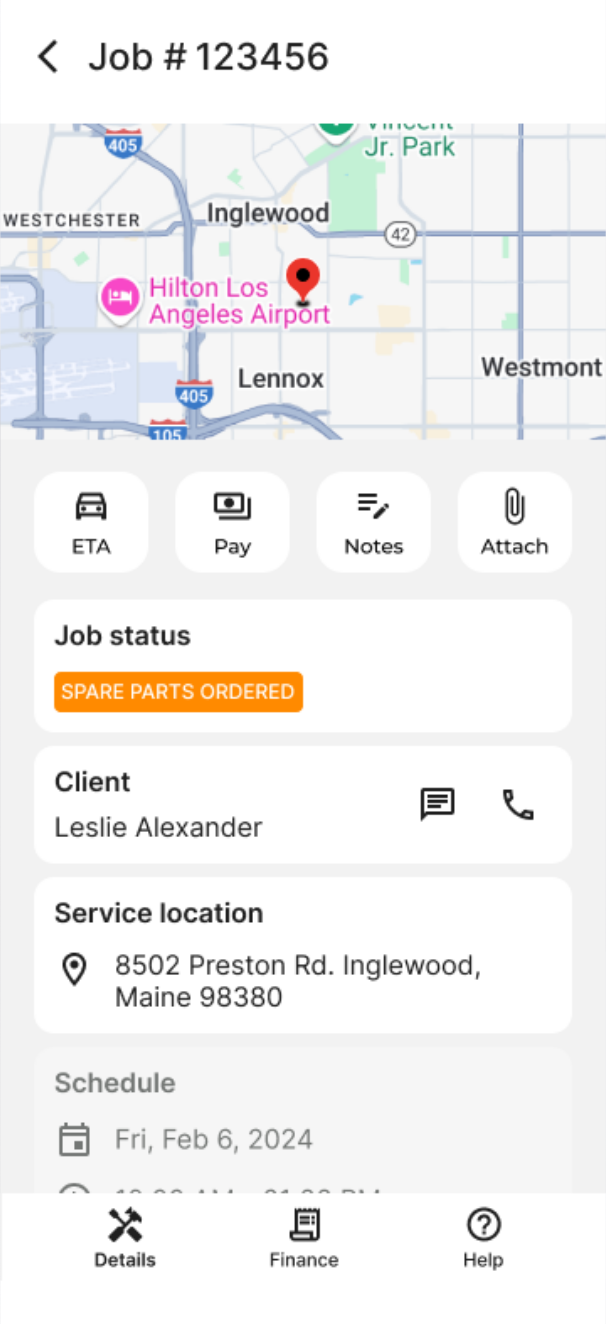 Job # 123456
405
Vincent
Jr. Park
WESTCHESTER
Inglewood
42
Hilton Los
Angeles Airport
Lennox
Westmont
405
105
ETA
Pay
Notes
Attach
Job status
SPARE PARTS ORDERED
Client
Leslie Alexander
Service location
8502 Preston Rd. Inglewood,
Maine 98380
Schedule
Fri, Feb 6, 2024
Details
Finance
Help